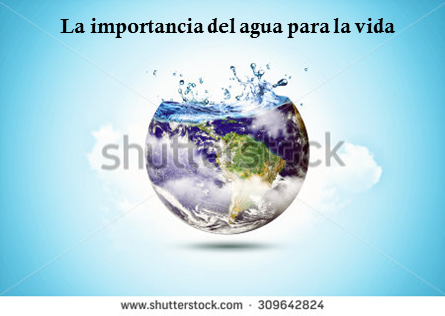 La importancia del agua para la vida
shutterstock
www.shutterstock.com · 309642824